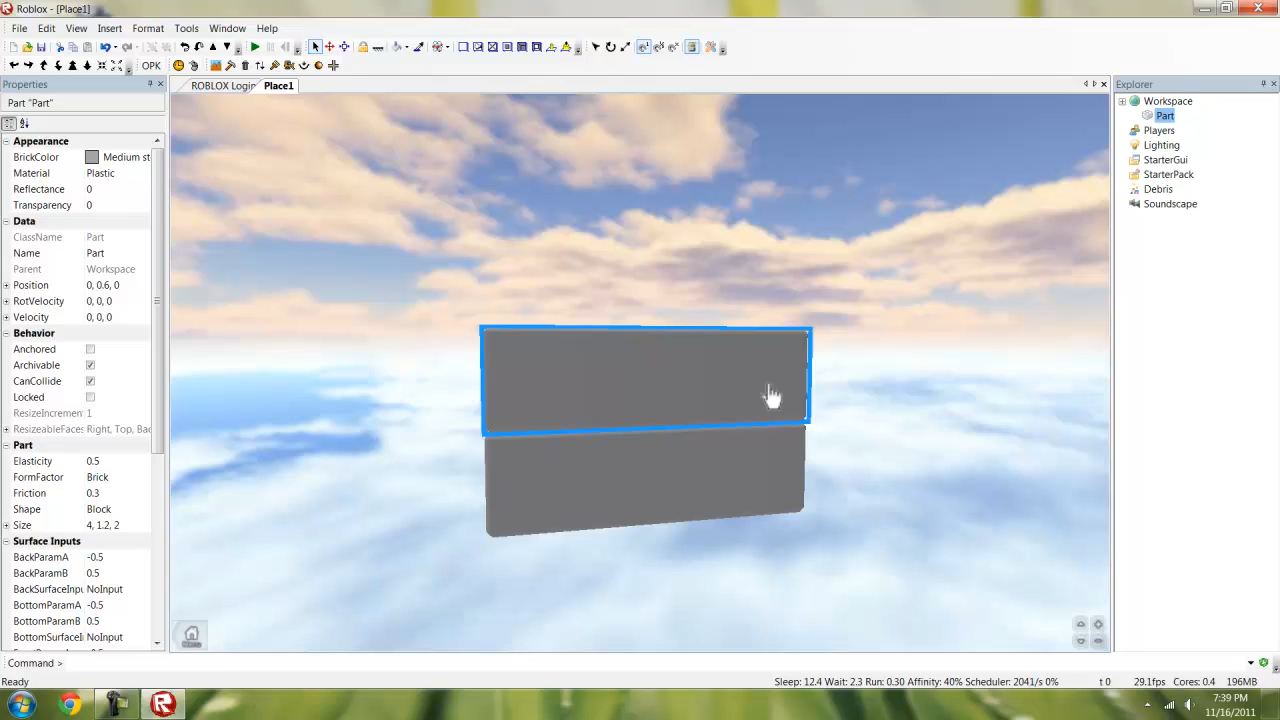 Roblox - [Place1]
File Edit View Insert Format Tools Window Help
OPK
Properties
Part "Part"
Appearance
BrickColor Medium st
Material Plastic
Reflectance 0
Transparency 0
Data
ClassName Part
Name Part
Parent Workspace
Position 0, 0.6, 0
RotVelocity 0, 0, 0
Velocity 0, 0, 0
Behavior
Anchored
Archivable
CanCollide
Locked
ResizeIncrement 1
ResizeableFaces Right, Top, Bac
Part
Elasticity 0.5
FormFactor Brick
Friction 0.3
Shape Block
Size 4, 1.2, 2
Surface Inputs
BackParamA -0.5
BackParamB 0.5
BackSurfaceInpu NoInput
BottomParamA -0.5
BottomParamB 0.5
BottomSurfaceI NoInput
ROBLOX Login Place1
Explorer
Workspace
Part
Players
Lighting
StarterGui
StarterPack
Debris
Soundscape
Command >
Ready
Sleep: 12.4 Wait: 2.3 Run: 0.30 Affinity: 40% Scheduler: 2041/s 0% t 0 29.1fps Cores: 0.4 196MB
7:39 PM
11/16/2011